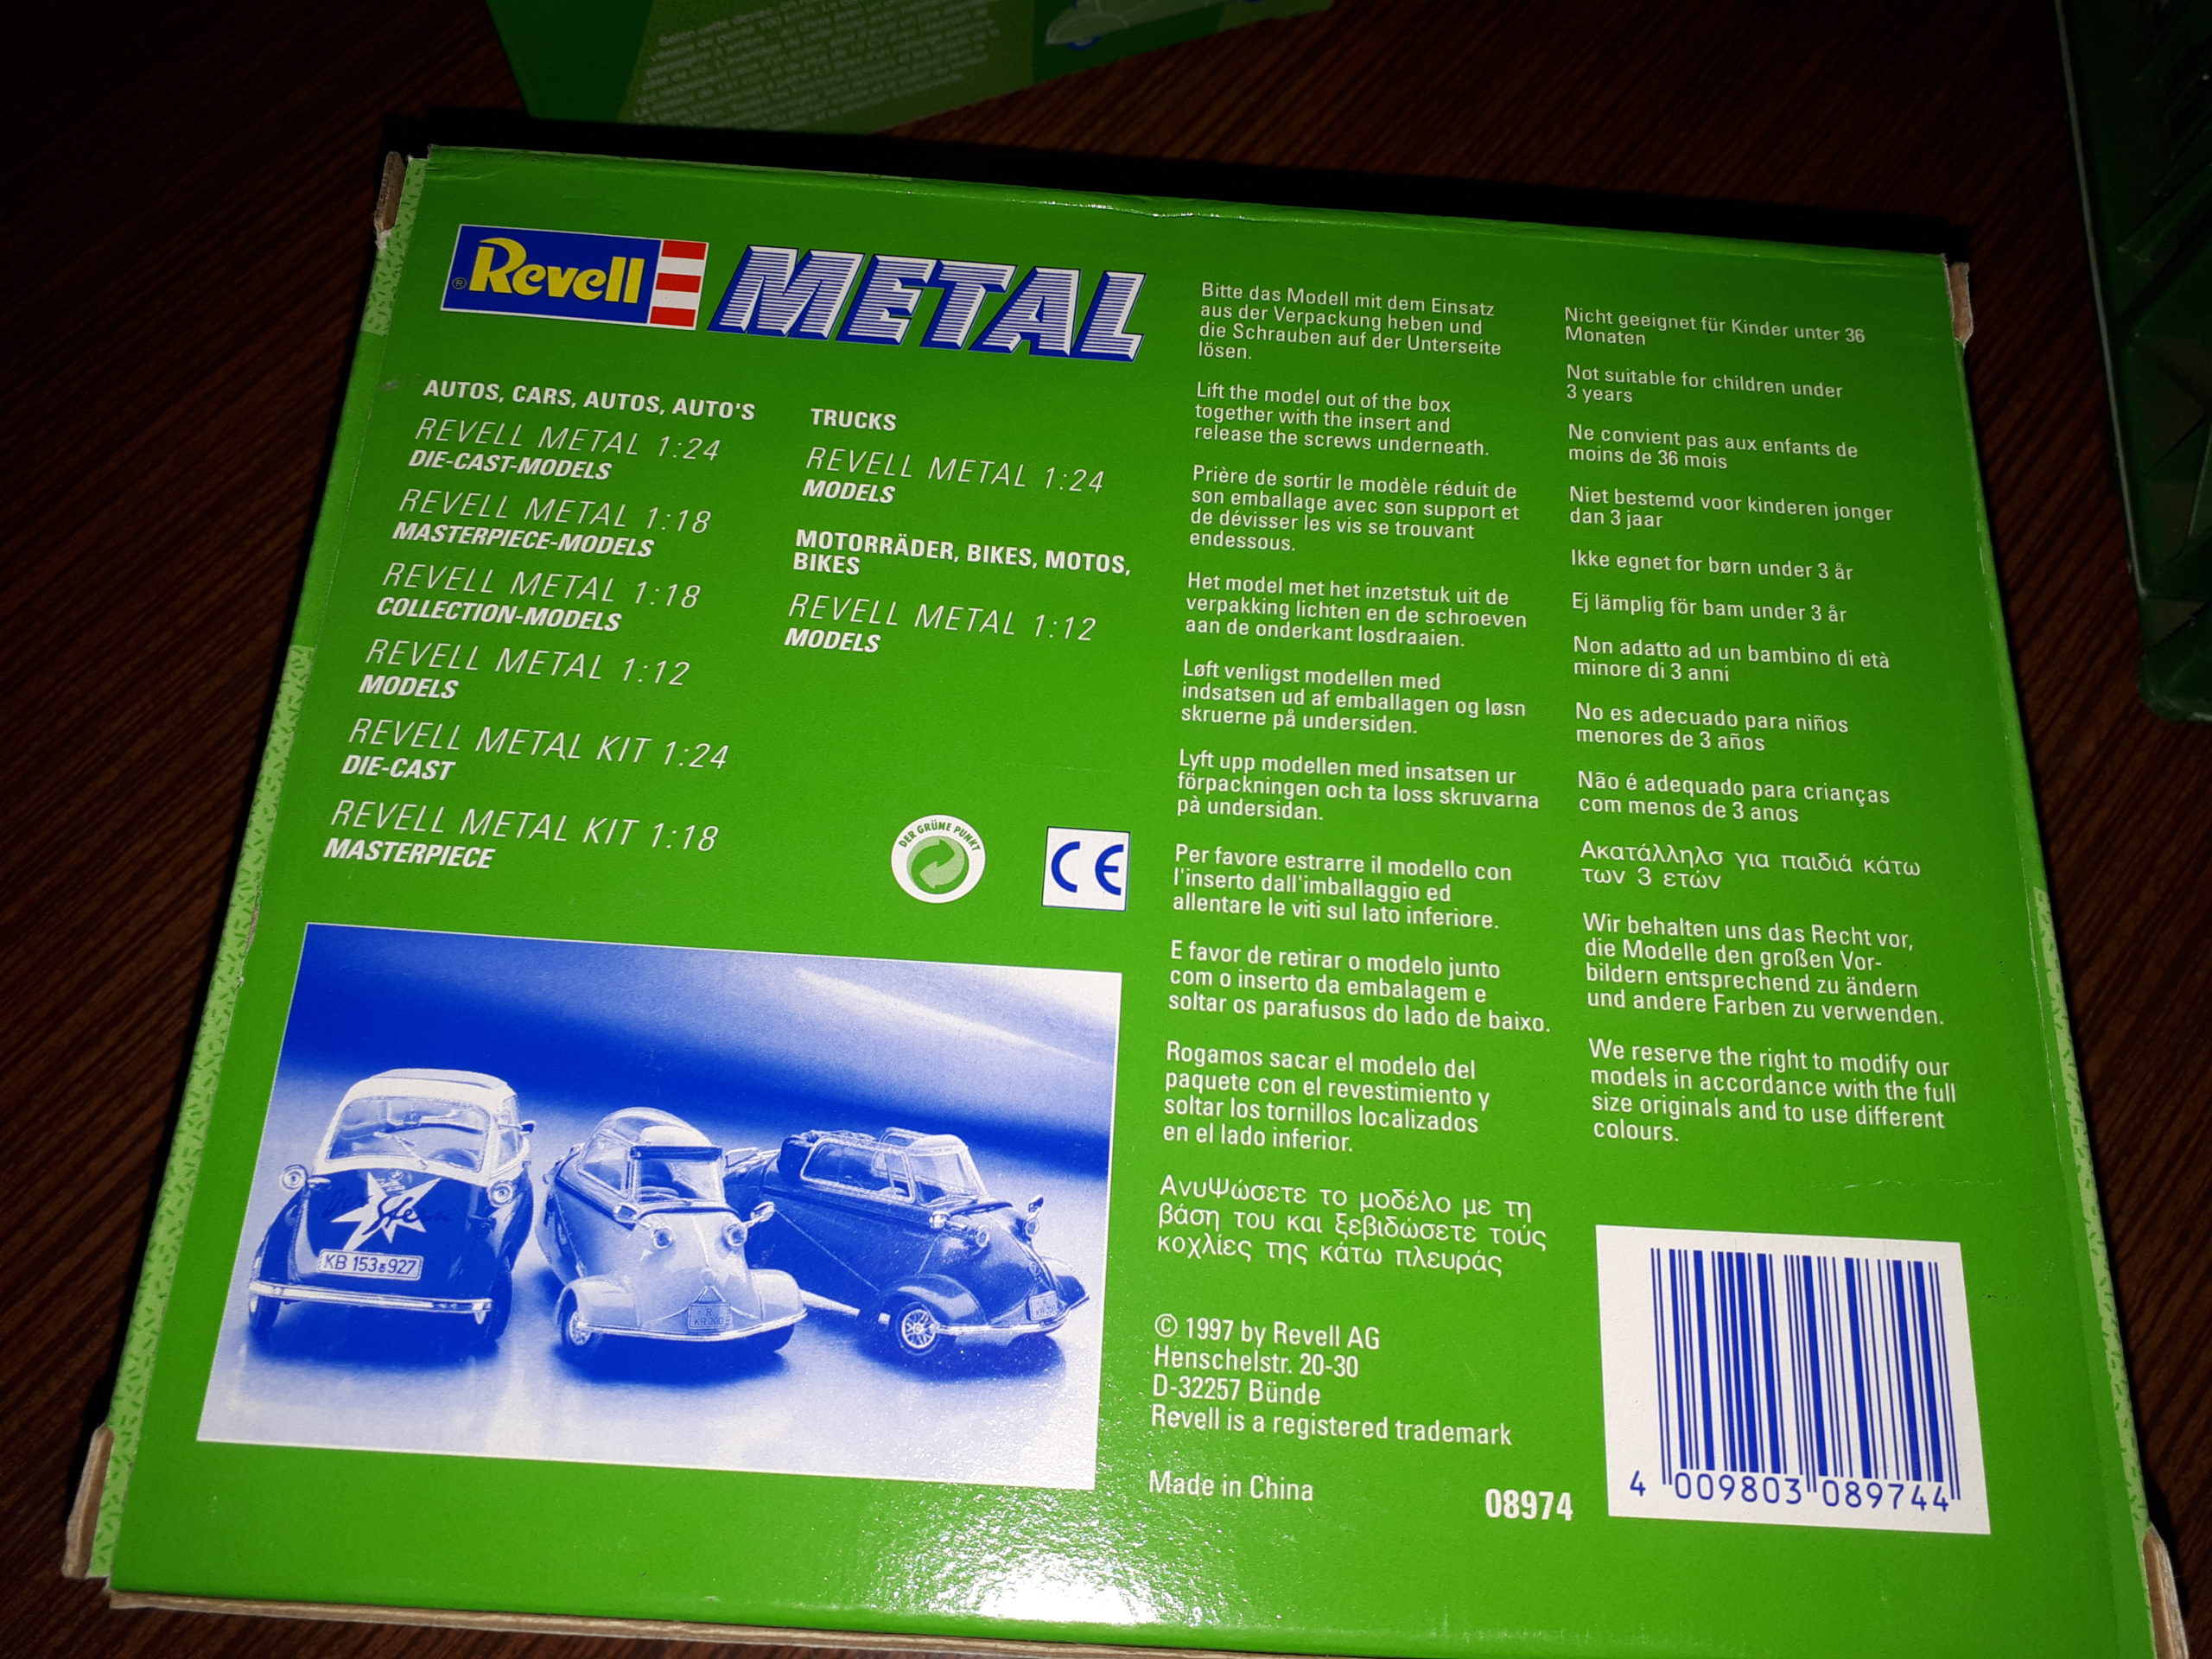 Revell METAL
®
AUTOS, CARS, AUTOS, AUTO'S
REVELL METAL 1:24
DIE-CAST-MODELS
REVELL METAL 1:18
MASTERPIECE-MODELS
REVELL METAL 1:18
COLLECTION-MODELS
REVELL METAL 1:12
MODELS
REVELL METAL KIT 1:24
DIE-CAST
REVELL METAL KIT 1:18
MASTERPIECE
TRUCKS
REVELL METAL 1:24
MODELS
MOTORRÄDER, BIKES, MOTOS,
BIKES
REVELL METAL 1:12
MODELS
DER GRÜNE PUNKT
CE
KB 153 927
Bitte das Modell mit dem Einsatz
aus der Verpackung heben und
die Schrauben auf der Unterseite
lösen.
Lift the model out of the box
together with the insert and
release the screws underneath.
Prière de sortir le modèle réduit de
son emballage avec son support et
de dévisser les vis se trouvant
endessous.
Het model met het inzetstuk uit de
verpakking lichten en de schroeven
aan de onderkant losdraaien.
Løft venligst modellen med
indsatsen ud af emballagen og løsn
skruerne på undersiden.
Lyft upp modellen med insatsen ur
förpackningen och ta loss skruvarna
på undersidan.
Per favore estrarre il modello con
l'inserto dall'imballaggio ed
allentare le viti sul lato inferiore.
E favor de retirar o modelo junto
com o inserto da embalagem e
soltar os parafusos do lado de baixo.
Rogamos sacar el modelo del
paquete con el revestimiento y
soltar los tornillos localizados
en el lado inferior.
ΑνυΨώσετε το μοδέλο με τη
βάση του και ξεβιδώσετε τούς
κοχλίες της κάτω πλευράς
© 1997 by Revell AG
Henschelstr. 20-30
D-32257 Bünde
Revell is a registered trademark
Made in China
08974
Nicht geeignet für Kinder unter 36
Monaten
Not suitable for children under
3 years
Ne convient pas aux enfants de
moins de 36 mois
Niet bestemd voor kinderen jonger
dan 3 jaar
Ikke egnet for børn under 3 år
Ej lämplig för bam under 3 år
Non adatto ad un bambino di età
minore di 3 anni
No es adecuado para niños
menores de 3 años
Não é adequado para crianças
com menos de 3 anos
Ακατάλληλσ για παιδιά κάτω
των 3 ετών
Wir behalten uns das Recht vor,
die Modelle den großen Vor-
bildern entsprechend zu ändern
und andere Farben zu verwenden.
We reserve the right to modify our
models in accordance with the full
size originals and to use different
colours.
4 009803 089744